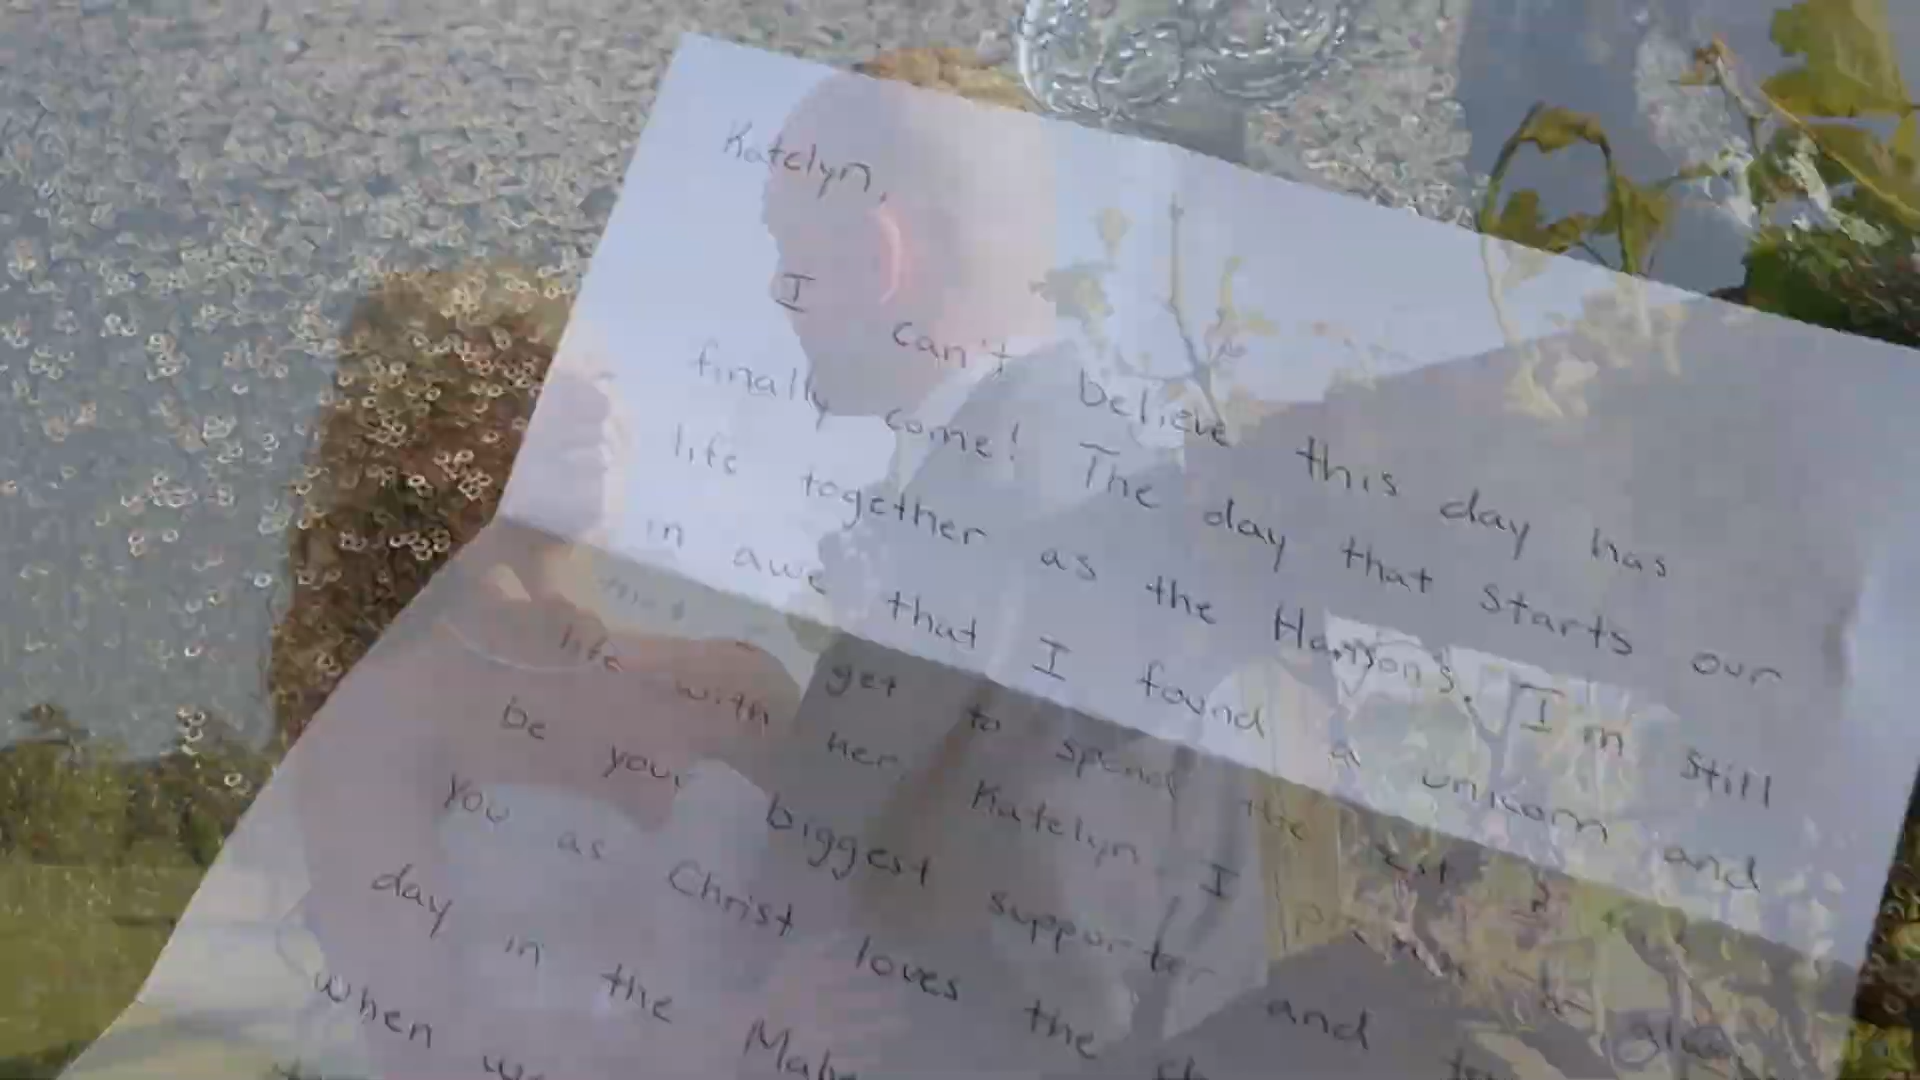 Katelyn,
I can't believe this day has
finally come! The day that starts our
life together as the Hanson's. I'm still
in awe that I found a unicorn and
get to spend the rest
life with her. Katelyn I
be your biggest supporter and
you as Christ loves the
day in the
when